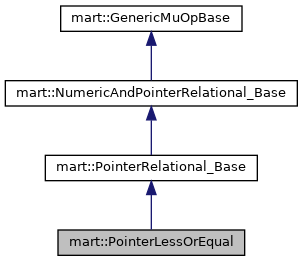 mart::GenericMuOpBase
mart::NumericAndPointerRelational_Base
mart::PointerRelational_Base
mart::PointerLessOrEqual